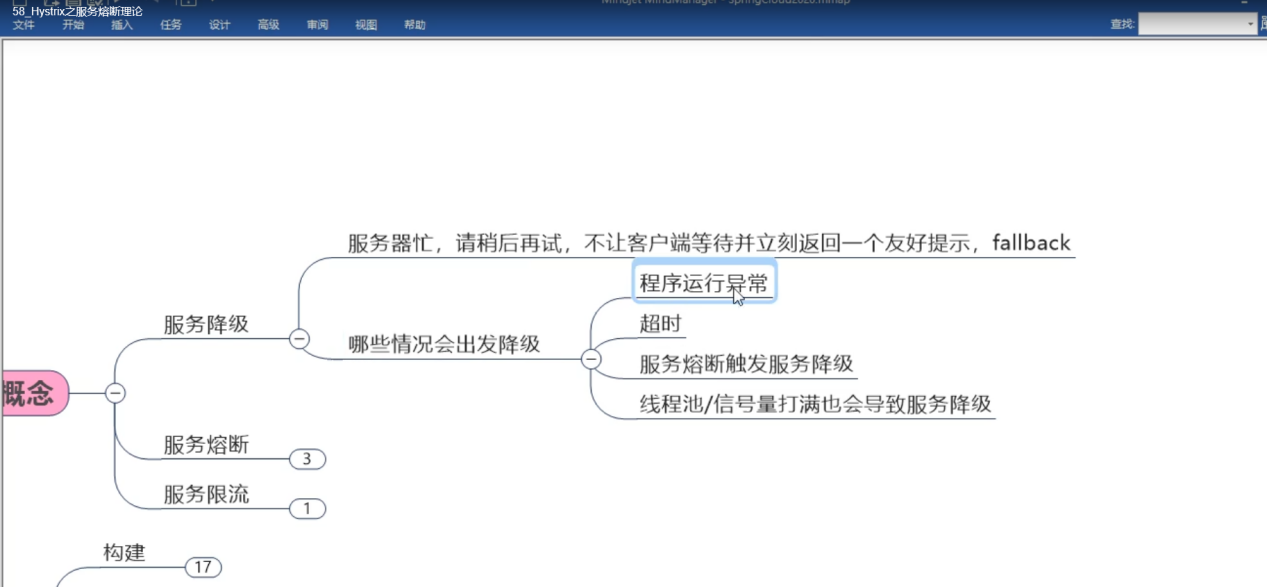 58_Hystrix之服务熔断理论
文件 开始 插入 任务 设计 高级 审阅 视图 帮助 查找:
服务器忙，请稍后再试，不让客户端等待并立刻返回一个友好提示，fallback
程序运行异常
服务降级
超时
哪些情况会出发降级
服务熔断触发服务降级
概念
线程池/信号量打满也会导致服务降级
服务熔断 3
服务限流 1
构建 17